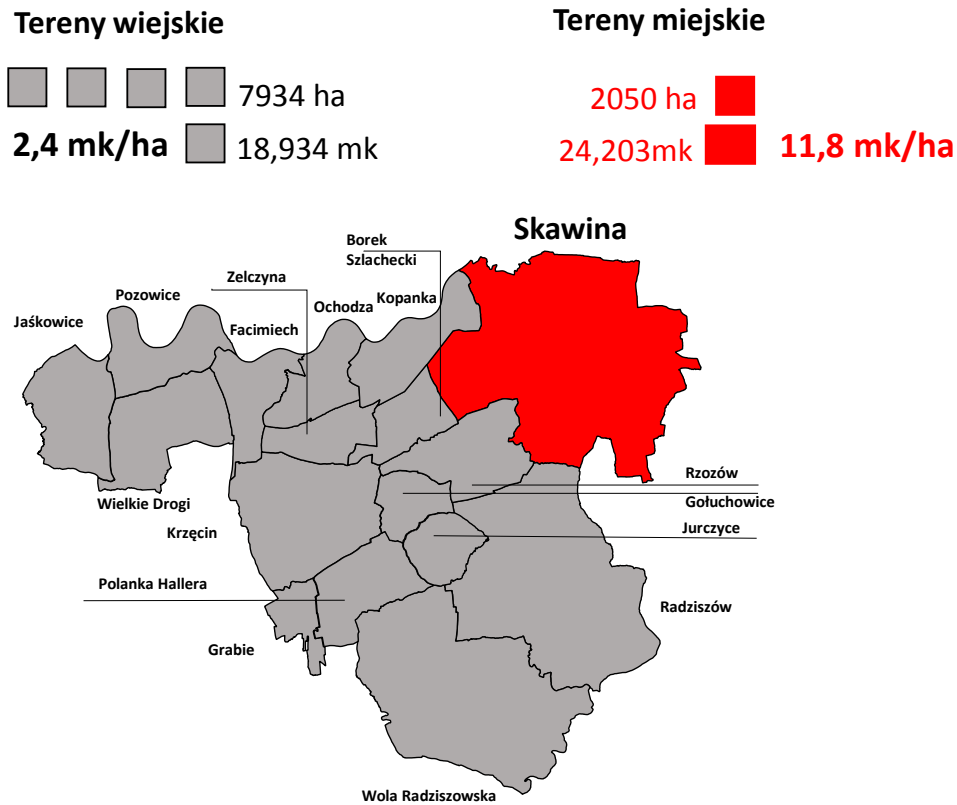 Tereny wiejskie
7934 ha
2,4 mk/ha
18,934 mk
Tereny miejskie
2050 ha
24,203mk
11,8 mk/ha
Skawina
Borek
Szlachecki
Zelczyna
Ochodza
Kopanka
Pozowice
Jaśkowice
Facimiech
Wielkie Drogi
Krzęcin
Rzozów
Gołuchowice
Jurczyce
Polanka Hallera
Radziszów
Grabie
Wola Radziszowska